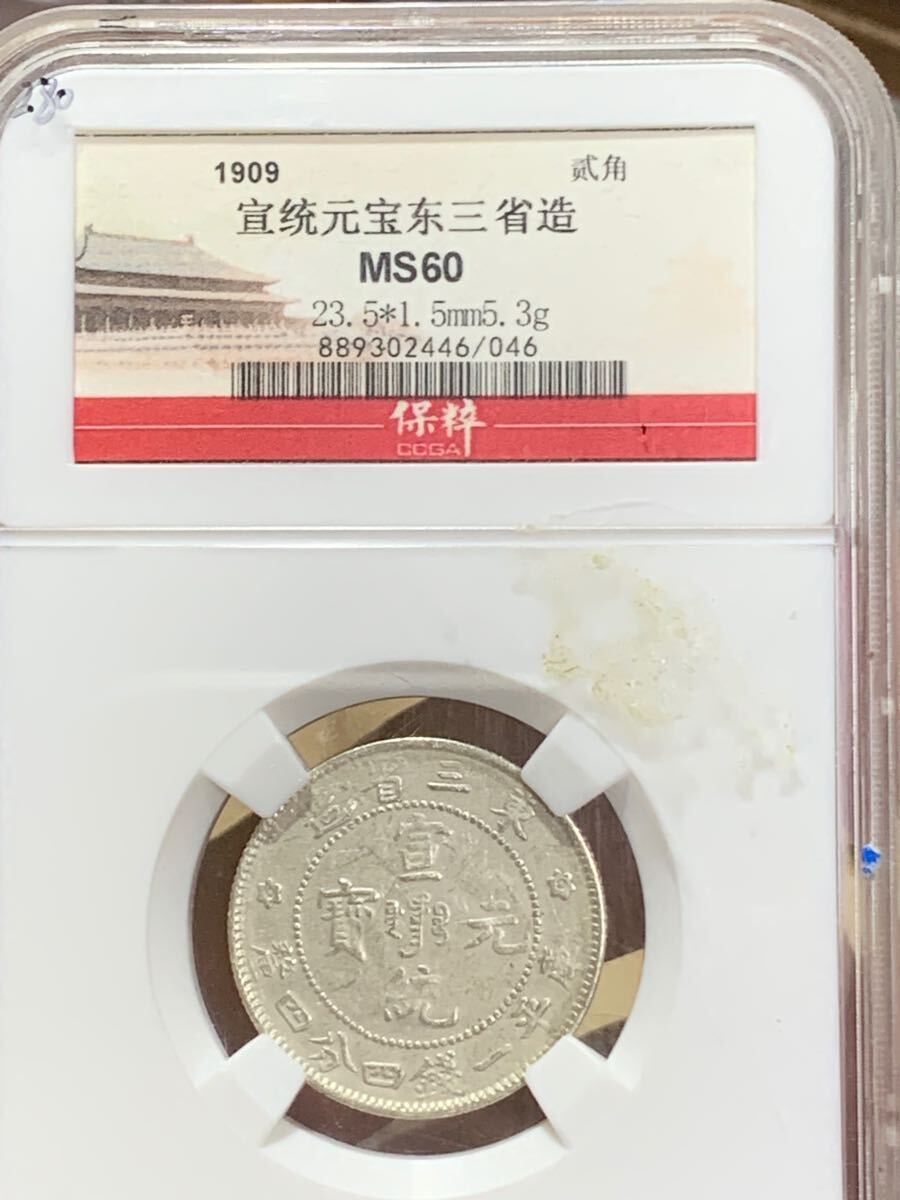 280
1909 贰角
宣统元宝东三省造
MS60
23.5*1.5mm5.3g
889302446/046
保粹
CCGA
造省三東
宣
寶 元
統
庫平一錢四分四釐